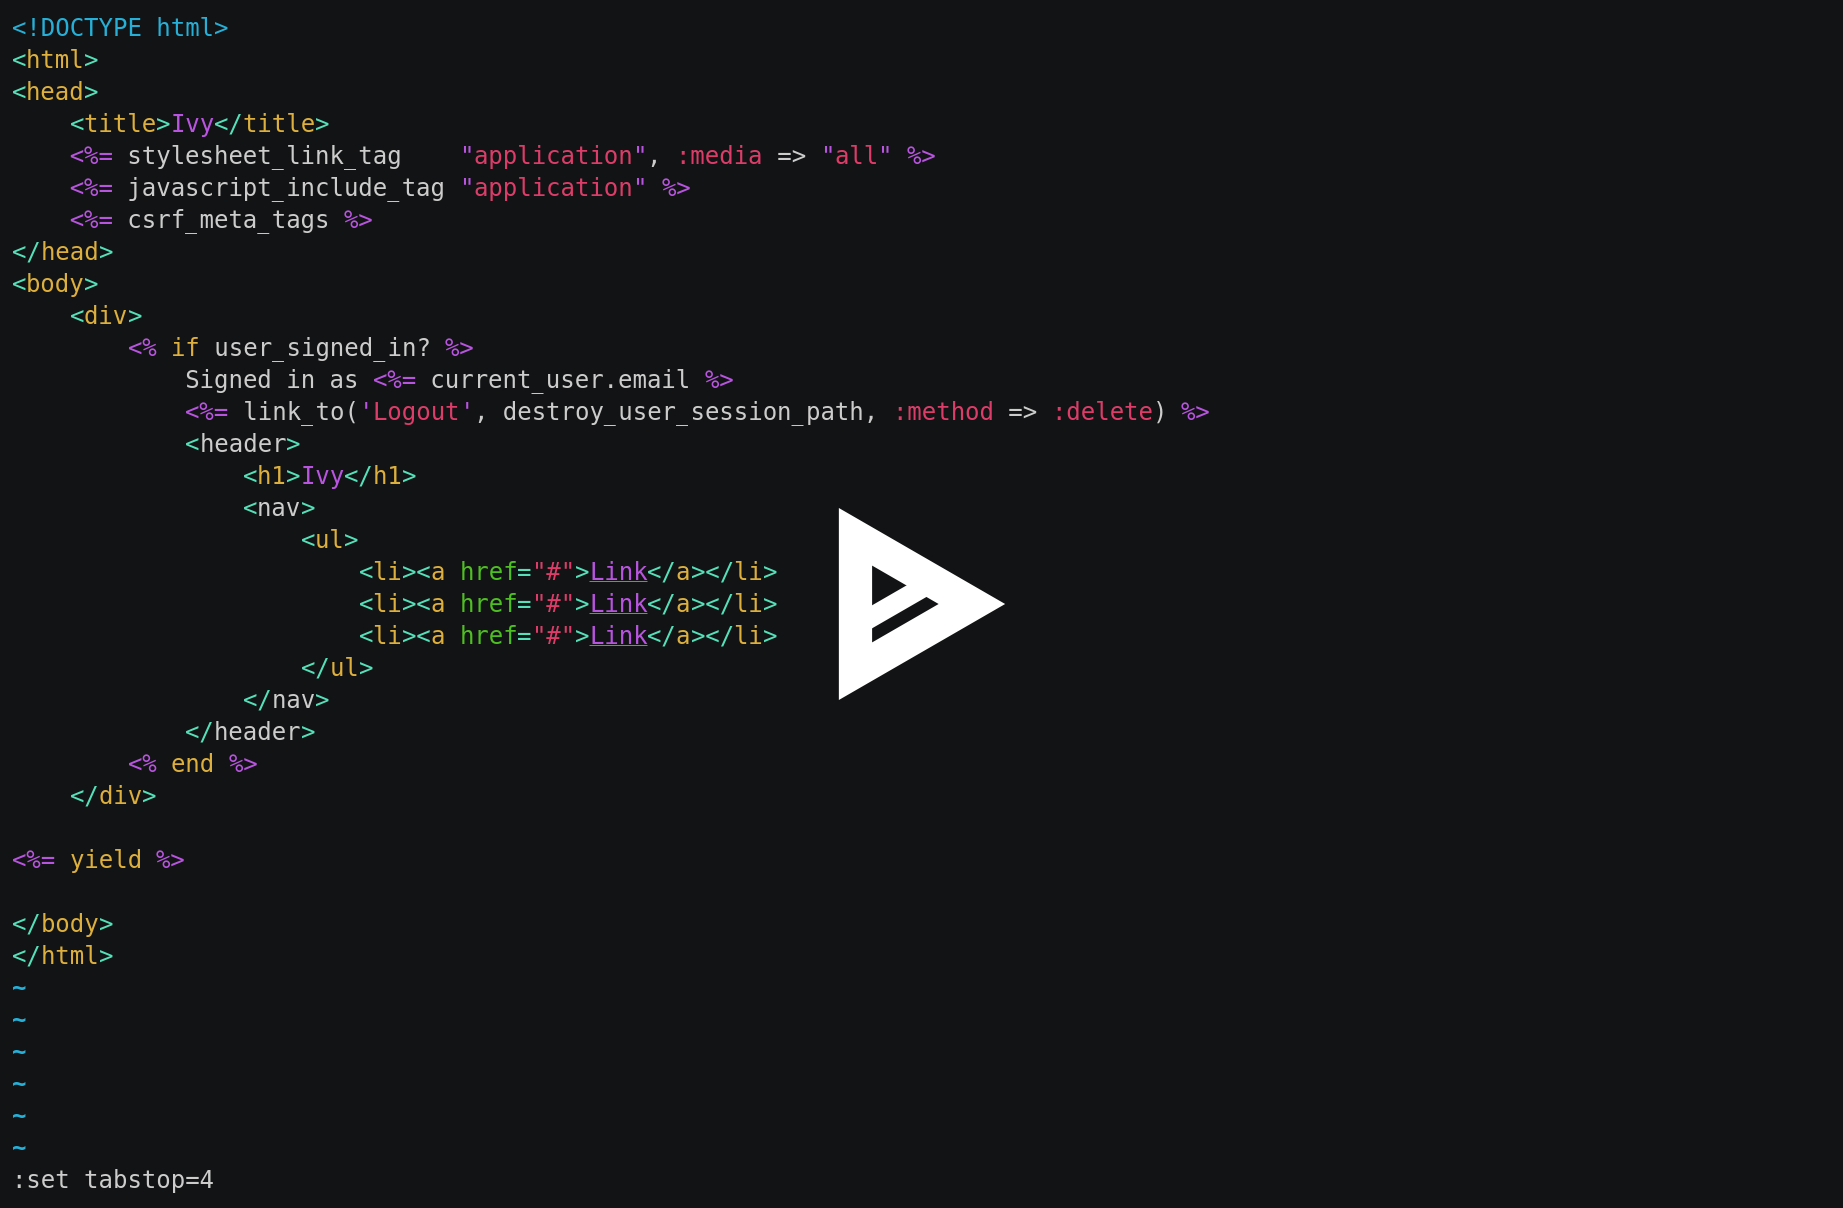 <!DOCTYPE html>
<html>
<head>
    <title>Ivy</title>
    <%= stylesheet_link_tag    "application", :media => "all" %>
    <%= javascript_include_tag "application" %>
    <%= csrf_meta_tags %>
</head>
<body>
    <div>
        <% if user_signed_in? %>
            Signed in as <%= current_user.email %>
            <%= link_to('Logout', destroy_user_session_path, :method => :delete) %>
            <header>
                <h1>Ivy</h1>
                <nav>
                    <ul>
                        <li><a href="#">Link</a></li>
                        <li><a href="#">Link</a></li>
                        <li><a href="#">Link</a></li>
                    </ul>
                </nav>
            </header>
        <% end %>
    </div>

<%= yield %>

</body>
</html>
~
~
~
~
~
~
:set tabstop=4